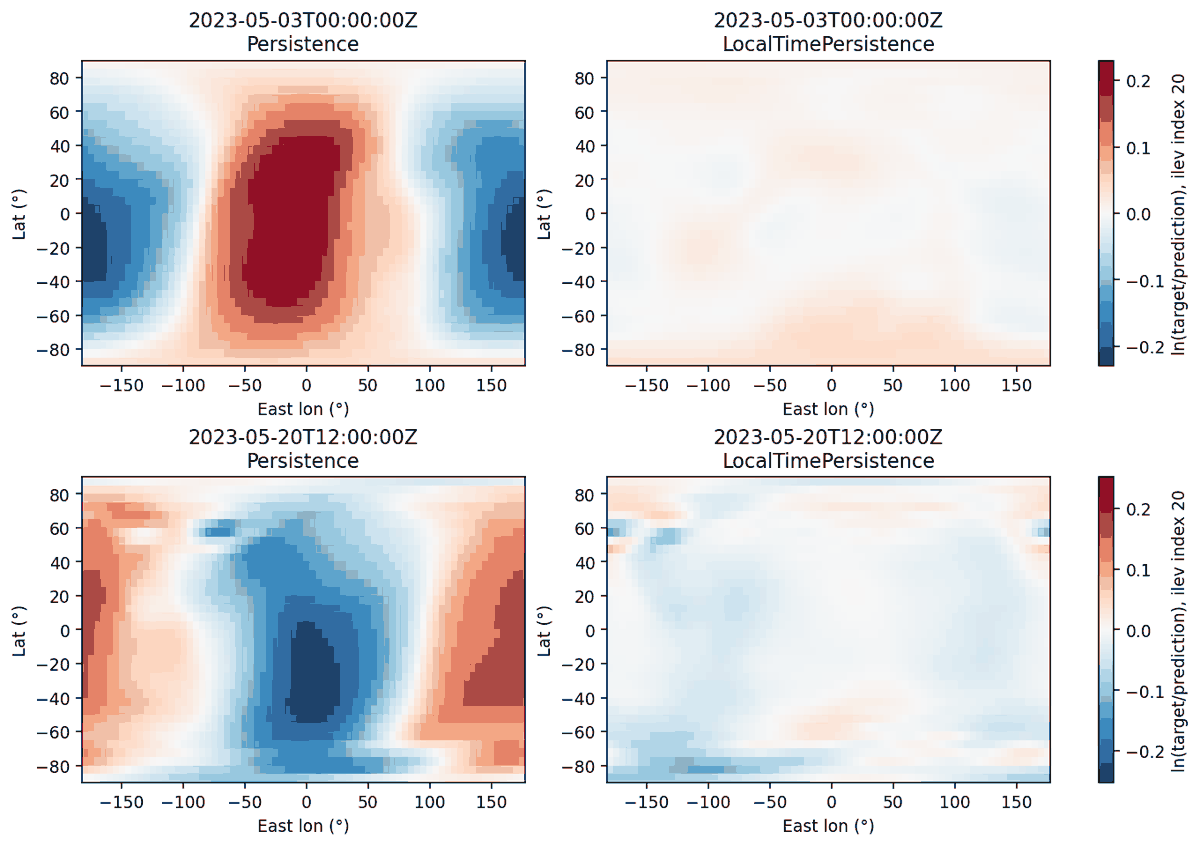 2023-05-03T00:00:00Z
Persistence
2023-05-03T00:00:00Z
LocalTimePersistence
80
60
40
20
0
−20
−40
−60
−80
Lat (°)
−150 −100 −50 0 50 100 150
East lon (°)
80
60
40
20
0
−20
−40
−60
−80
Lat (°)
−150 −100 −50 0 50 100 150
East lon (°)
0.2
0.1
0.0
−0.1
−0.2
ln(target/prediction), ilev index 20
2023-05-20T12:00:00Z
Persistence
2023-05-20T12:00:00Z
LocalTimePersistence
80
60
40
20
0
−20
−40
−60
−80
Lat (°)
−150 −100 −50 0 50 100 150
East lon (°)
80
60
40
20
0
−20
−40
−60
−80
Lat (°)
−150 −100 −50 0 50 100 150
East lon (°)
0.2
0.1
0.0
−0.1
−0.2
ln(target/prediction), ilev index 20